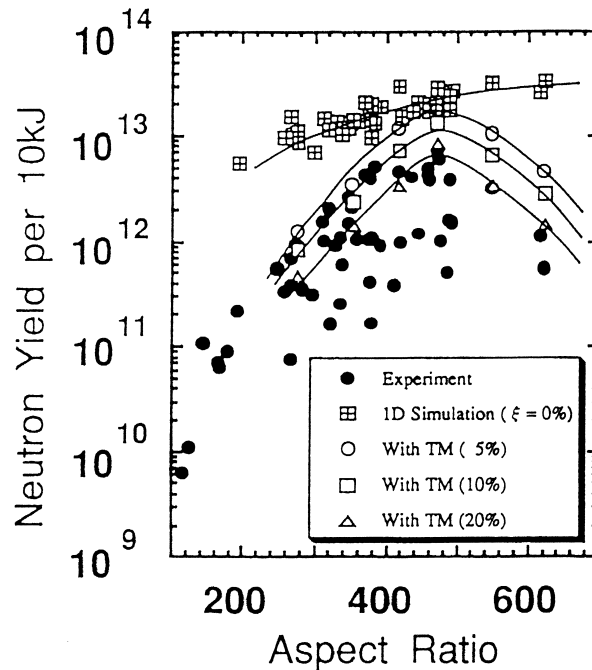 Neutron Yield per 10kJ
10^14
10^13
10^12
10^11
10^10
10^9
Experiment
1D Simulation ( ξ = 0%)
With TM ( 5%)
With TM (10%)
With TM (20%)
200 400 600
Aspect Ratio